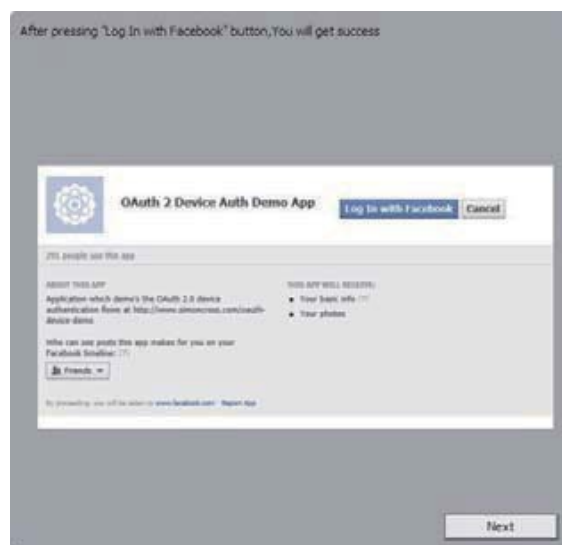 After pressing "Log In with Facebook" button,You will get success
OAuth 2 Device Auth Demo App
Log In with Facebook
Cancel
people use this app
ABOUT THIS APP
Application which demo's the OAuth 2.0 device
authentication flows at http://www.simoncross.com/oauth-
device-demo
Who can see posts this app makes for you on your
Facebook timeline: [?]
Friends
THIS APP WILL RECEIVE:
Your basic info [?]
Your photos
By proceeding, you will be taken to www.facebook.com Report App
Next